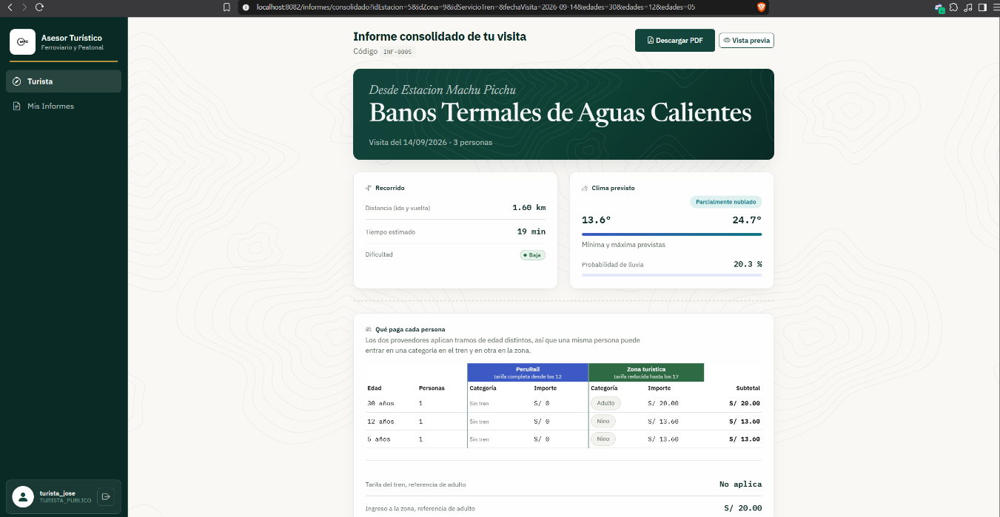 localhost:8082/informes/consolidado?idEstacion=5&idZona=9&idServicioTren=&fechaVisita=2026-09-14&edades=30&edades=12&edades=05
Asesor Turístico
Ferroviario y Peatonal
Turista
Mis Informes
turista_jose
TURISTA_PUBLICO
Informe consolidado de tu visita
Código INF-0005
Descargar PDF
Vista previa
Desde Estacion Machu Picchu
Banos Termales de Aguas Calientes
Visita del 14/09/2026 · 3 personas
Recorrido
Distancia (ida y vuelta) 1.60 km
Tiempo estimado 19 min
Dificultad Baja
Clima previsto
Parcialmente nublado
13.6° 24.7°
Mínima y máxima previstas
Probabilidad de lluvia 20.3 %
Qué paga cada persona
Los dos proveedores aplican tramos de edad distintos, así que una misma persona puede
entrar en una categoría en el tren y en otra en la zona.
PeruRail Zona turística
tarifa completa desde los 12 tarifa reducida hasta los 17
Edad Personas Categoría Importe Categoría Importe Subtotal
30 años 1 Sin tren S/ 0 Adulto S/ 20.00 S/ 20.00
12 años 1 Sin tren S/ 0 Nino S/ 13.60 S/ 13.60
5 años 1 Sin tren S/ 0 Nino S/ 13.60 S/ 13.60
Tarifa del tren, referencia de adulto No aplica
Ingreso a la zona, referencia de adulto S/ 20.00